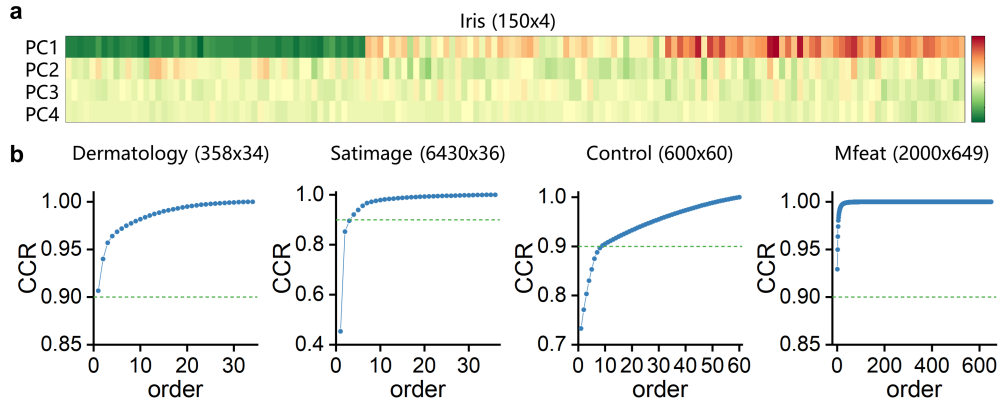 a
Iris (150x4)
PC1
PC2
PC3
PC4
b
Dermatology (358x34)
CCR
1.00
0.95
0.90
0.85
0 10 20 30
order
Satimage (6430x36)
CCR
1.0
0.8
0.6
0.4
0 10 20 30
order
Control (600x60)
CCR
1.0
0.9
0.8
0.7
0 10 20 30 40 50 60
order
Mfeat (2000x649)
CCR
1.00
0.95
0.90
0.85
0 200 400 600
order